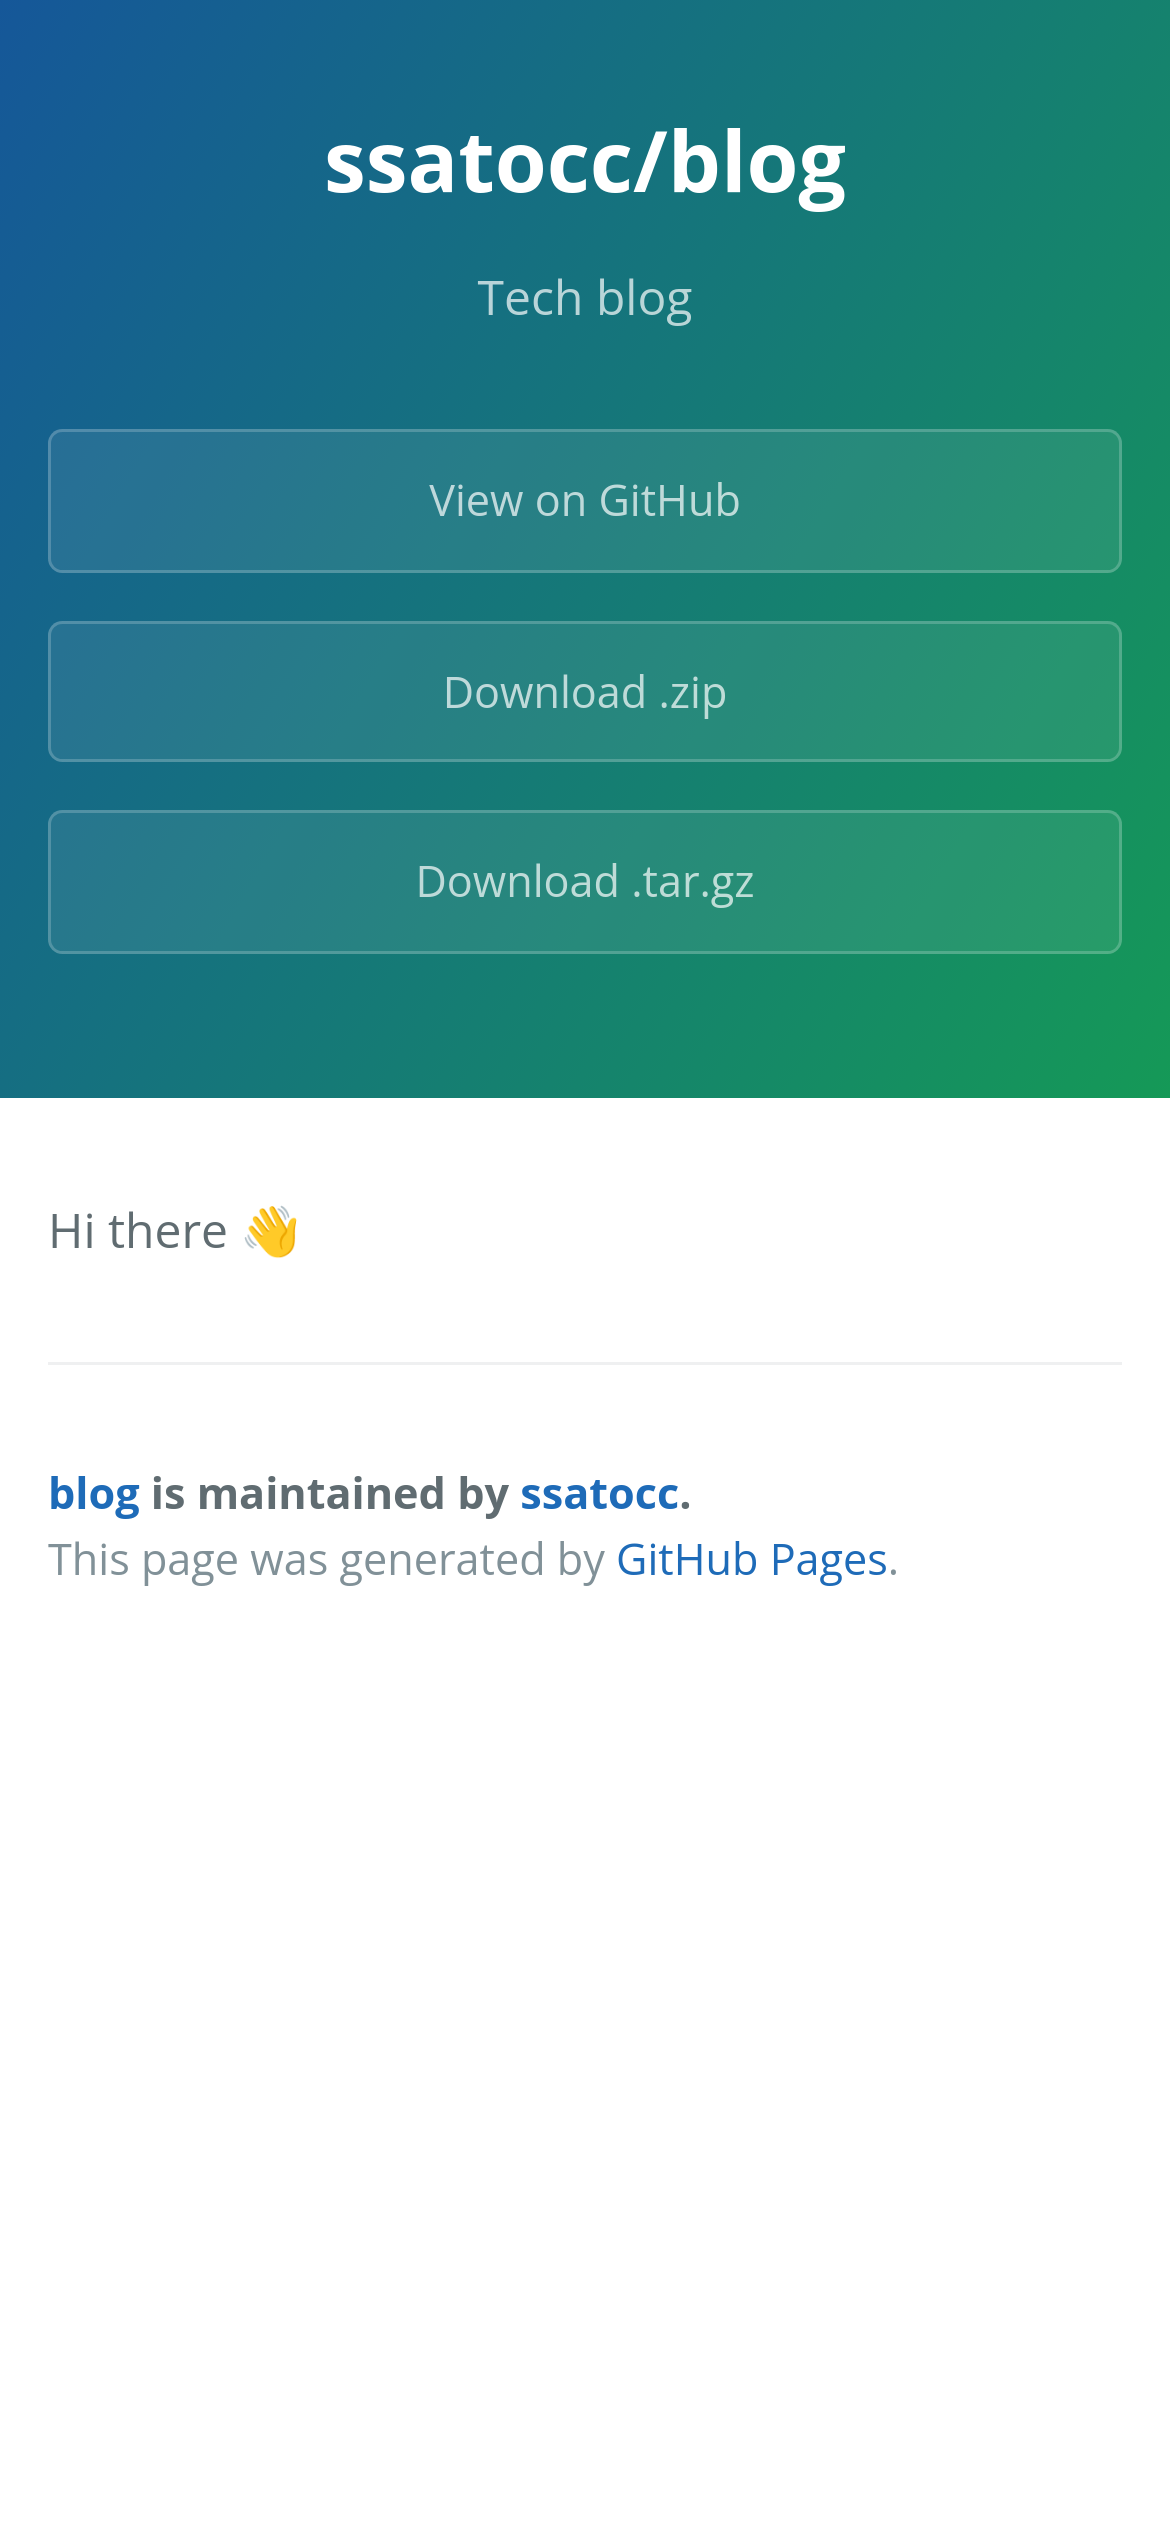 ssatocc/blog
Tech blog
View on GitHub
Download .zip
Download .tar.gz
Hi there 👋
blog is maintained by ssatocc.
This page was generated by GitHub Pages.